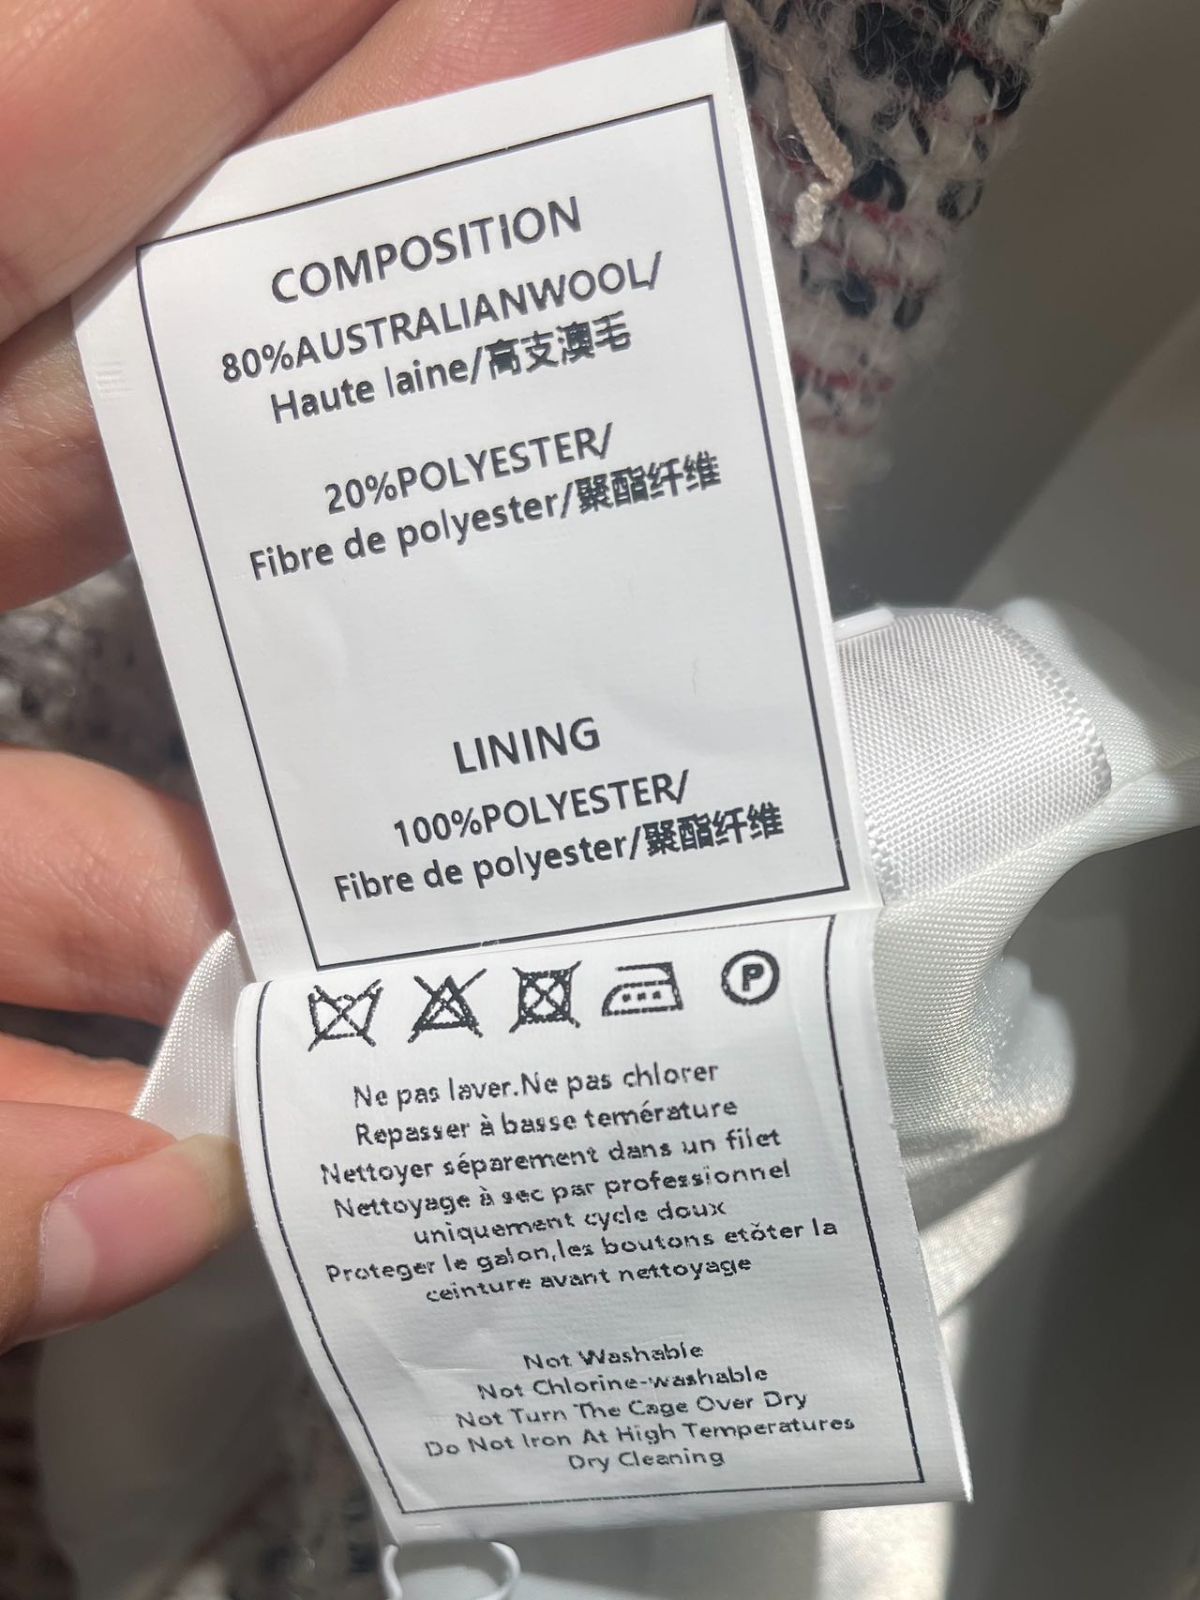 COMPOSITION
80%AUSTRALIANWOOL/
Haute laine/高支澳毛
20%POLYESTER/
Fibre de polyester/聚酯纤维
LINING
100%POLYESTER/
Fibre de polyester/聚酯纤维
P
Ne pas laver.Ne pas chlorer
Repasser à basse temérature
Nettoyer séparement dans un filet
Nettoyage à sec par professionnel
uniquement cycle doux
Proteger le galon,les boutons etôter la
ceinture avant nettoyage
Not Washable
Not Chlorine-washable
Not Turn The Cage Over Dry
Do Not Iron At High Temperatures
Dry Cleaning